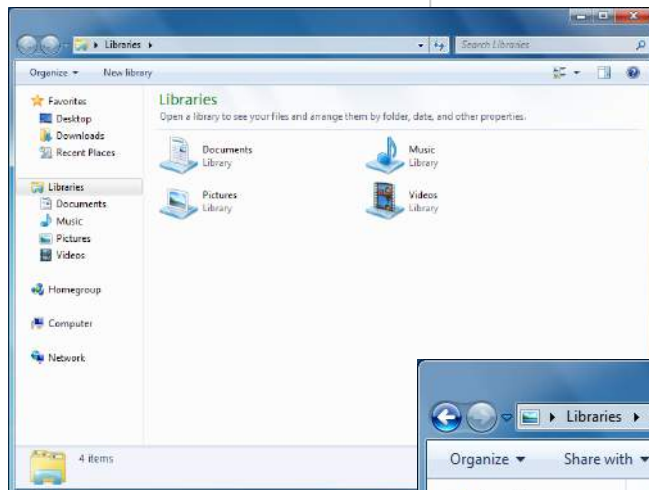 Libraries
Search Libraries
Organize
New library
Favorites
Desktop
Downloads
Recent Places
Libraries
Documents
Music
Pictures
Videos
Homegroup
Computer
Network
Libraries
Open a library to see your files and arrange them by folder, date, and other properties.
Documents
Library
Music
Library
Pictures
Library
Videos
Library
4 items
Libraries
Organize
Share with